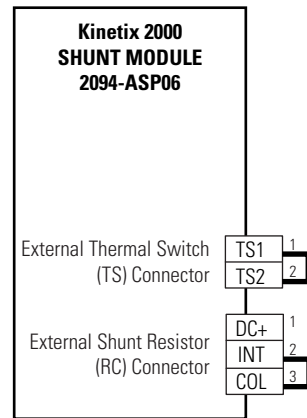 Kinetix 2000
SHUNT MODULE
2094-ASP06
External Thermal Switch
(TS) Connector
TS1 1
TS2 2
External Shunt Resistor
(RC) Connector
DC+ 1
INT 2
COL 3